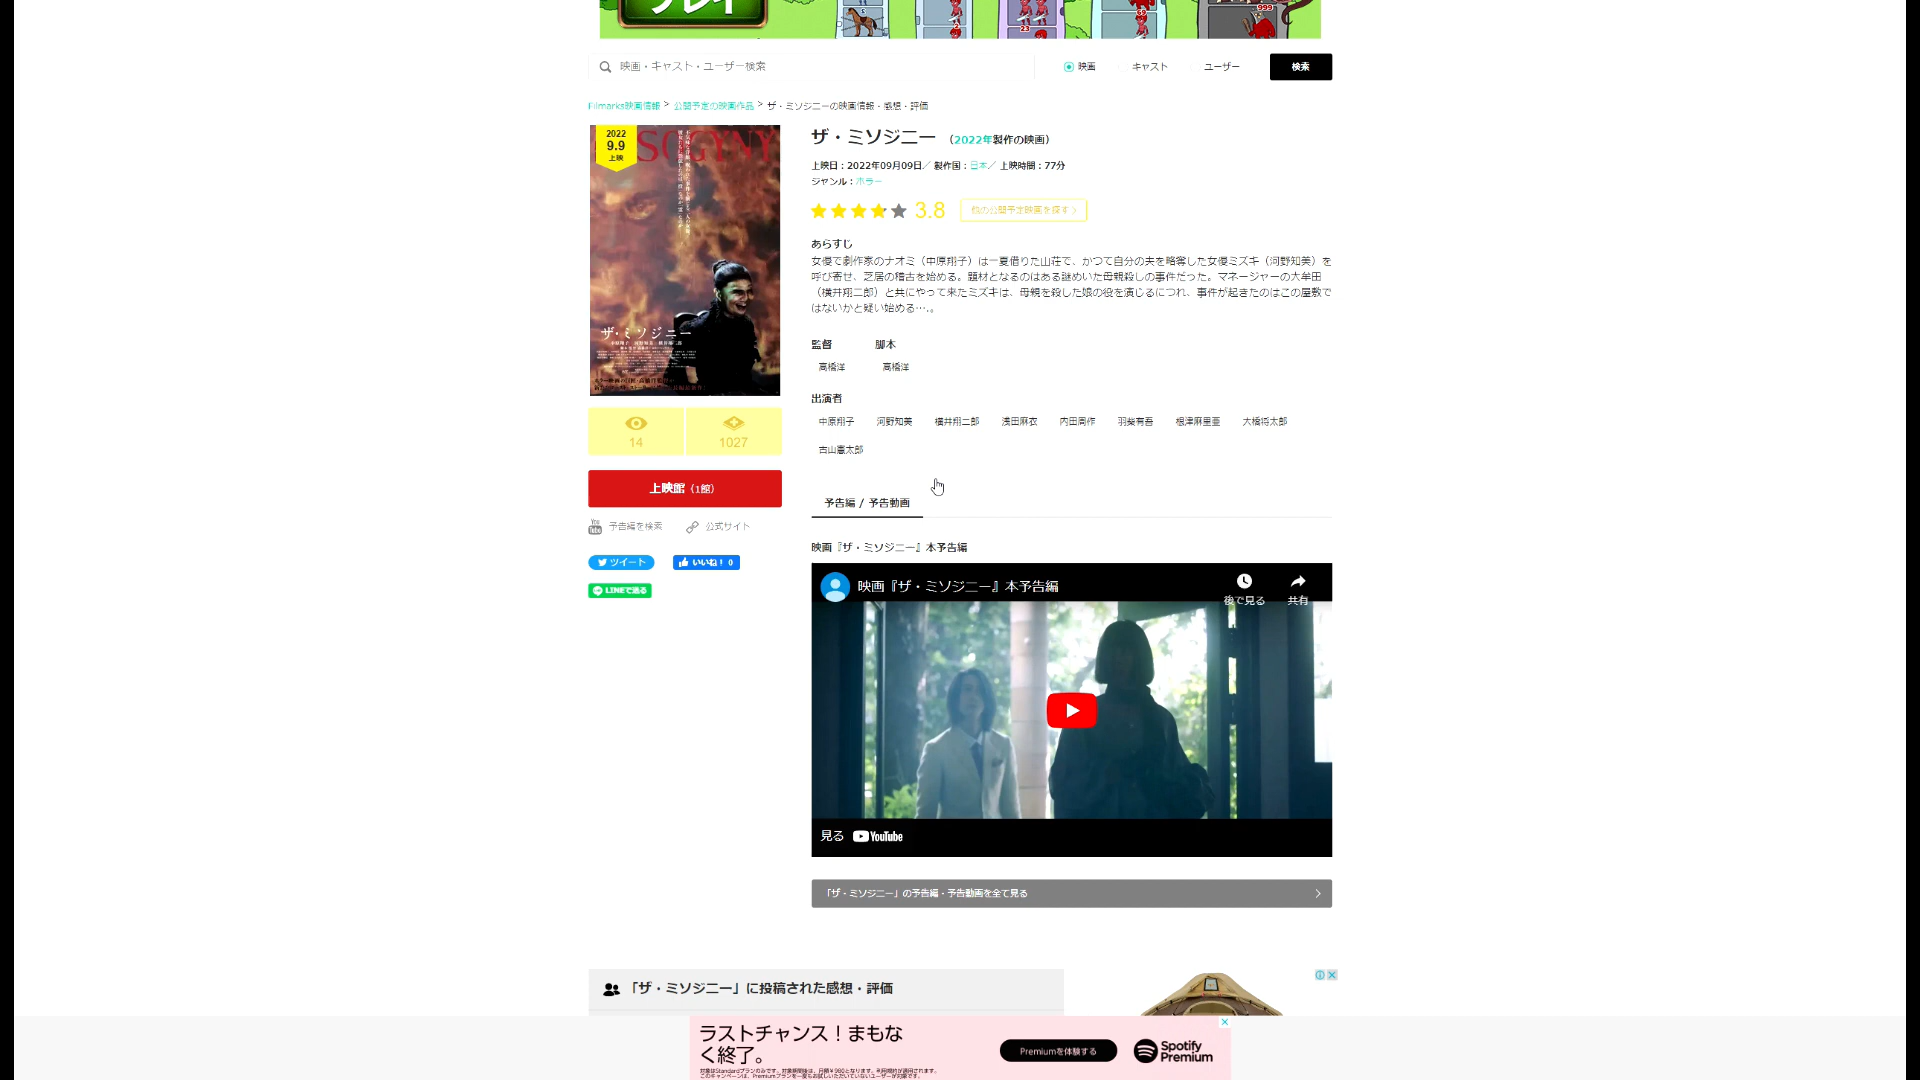 プレイ
5
2
23
99
999
映画・キャスト・ユーザー検索
映画
キャスト
ユーザー
検索
Filmarks映画情報 > 公開予定の映画作品 > ザ・ミソジニーの映画情報・感想・評価
2022
9.9
上映
SOGYNY
ザ・ミソジニー
ザ・ミソジニー （2022年製作の映画）
上映日：2022年09月09日／ 製作国：日本／ 上映時間：77分
ジャンル：ホラー
3.8
他の公開予定映画を探す
あらすじ
女優で劇作家のナオミ（中原翔子）は一夏借りた山荘で、かつて自分の夫を略奪した女優ミズキ（河野知美）を
呼び寄せ、芝居の稽古を始める。題材となるのはある謎めいた母親殺しの事件だった。マネージャーの大牟田
（横井翔二郎）と共にやって来たミズキは、母親を殺した娘の役を演じるにつれ、事件が起きたのはこの屋敷で
はないかと疑い始める…。。
監督
脚本
高橋洋
高橋洋
出演者
中原翔子 河野知美 横井翔二郎 浅田麻衣 内田周作 羽柴有吾 根津麻里亜 大橋将太郎
古山憲太郎
14
1027
上映館（1館）
You Tube 予告編を検索
公式サイト
ツイート
いいね！ 0
LINEで送る
予告編 / 予告動画
映画『ザ・ミソジニー』本予告編
映画『ザ・ミソジニー』本予告編
後で見る
共有
見る YouTube
「ザ・ミソジニー」の予告編・予告動画を全て見る
「ザ・ミソジニー」に投稿された感想・評価
ラストチャンス！まもな
く終了。
Premiumを体験する
Spotify
Premium